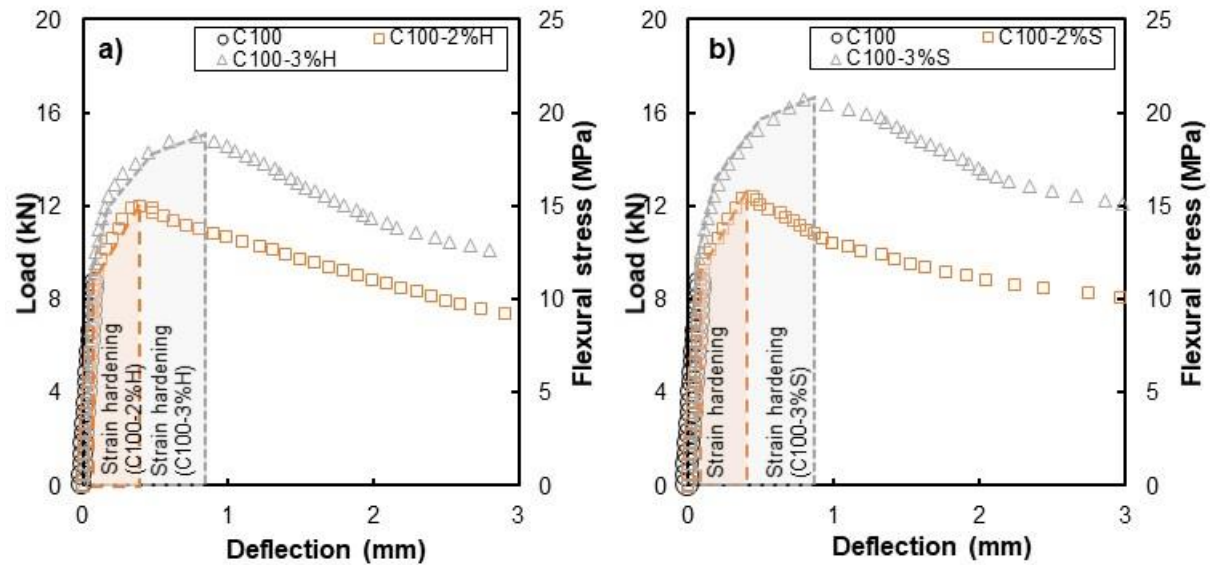 a)
C100
C100-2%H
C100-3%H
Load (kN)
20
16
12
8
4
0
Strain hardening
(C100-2%H)
Strain hardening
(C100-3%H)
25
20
15
10
5
0
Flexural stress (MPa)
0 1 2 3
Deflection (mm)
b)
C100
C100-2%S
C100-3%S
Load (kN)
20
16
12
8
4
0
Strain hardening
Strain hardening
(C100-3%S)
25
20
15
10
5
0
Flexural stress (MPa)
0 1 2 3
Deflection (mm)